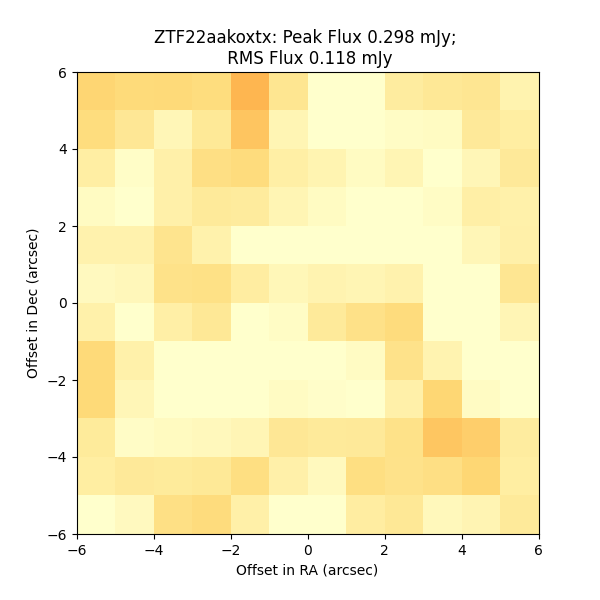 ZTF22aakoxtx: Peak Flux 0.298 mJy;
RMS Flux 0.118 mJy
6
4
2
0
−2
−4
−6
Offset in Dec (arcsec)
−6 −4 −2 0 2 4 6
Offset in RA (arcsec)